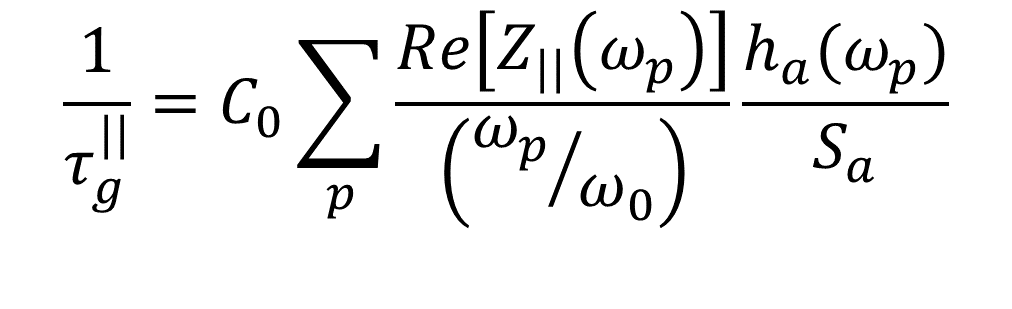 1/τ_g^{||} = C_0 ∑_p Re[Z_{||}(ω_p)]/(ω_p/ω_0) h_a(ω_p)/S_a